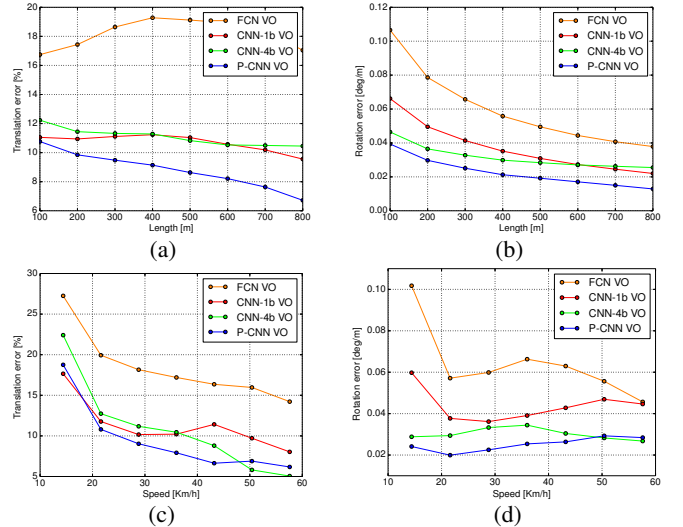 FCN VO
CNN-1b VO
CNN-4b VO
P-CNN VO
Translation error [%]
20
18
16
14
12
10
8
6
100 200 300 400 500 600 700 800
Length [m]
(a)
FCN VO
CNN-1b VO
CNN-4b VO
P-CNN VO
Rotation error [deg/m]
0.12
0.10
0.08
0.06
0.04
0.02
0.00
100 200 300 400 500 600 700 800
Length [m]
(b)
FCN VO
CNN-1b VO
CNN-4b VO
P-CNN VO
Translation error [%]
30
25
20
15
10
5
10 20 30 40 50 60
Speed [Km/h]
(c)
FCN VO
CNN-1b VO
CNN-4b VO
P-CNN VO
Rotation error [deg/m]
0.10
0.08
0.06
0.04
0.02
10 20 30 40 50 60
Speed [Km/h]
(d)